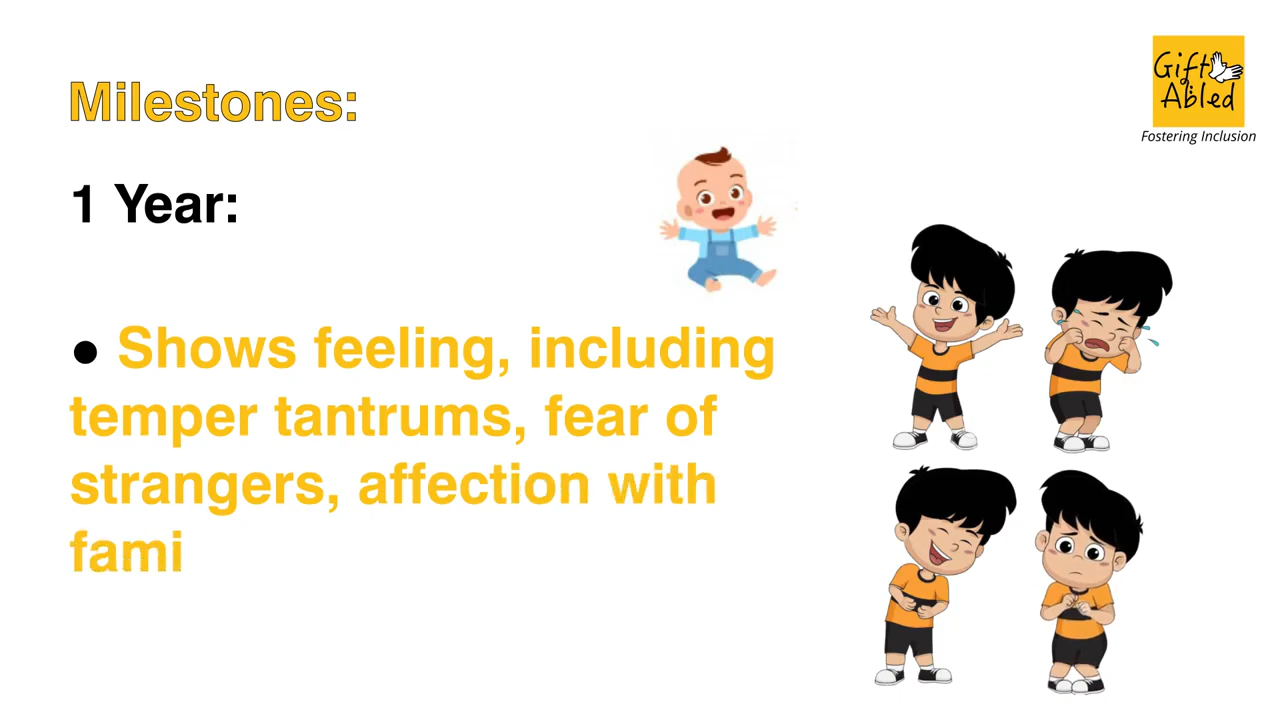 Gift
Abled
Fostering Inclusion
Milestones:
1 Year:
● Shows feeling, including
temper tantrums, fear of
strangers, affection with
fami